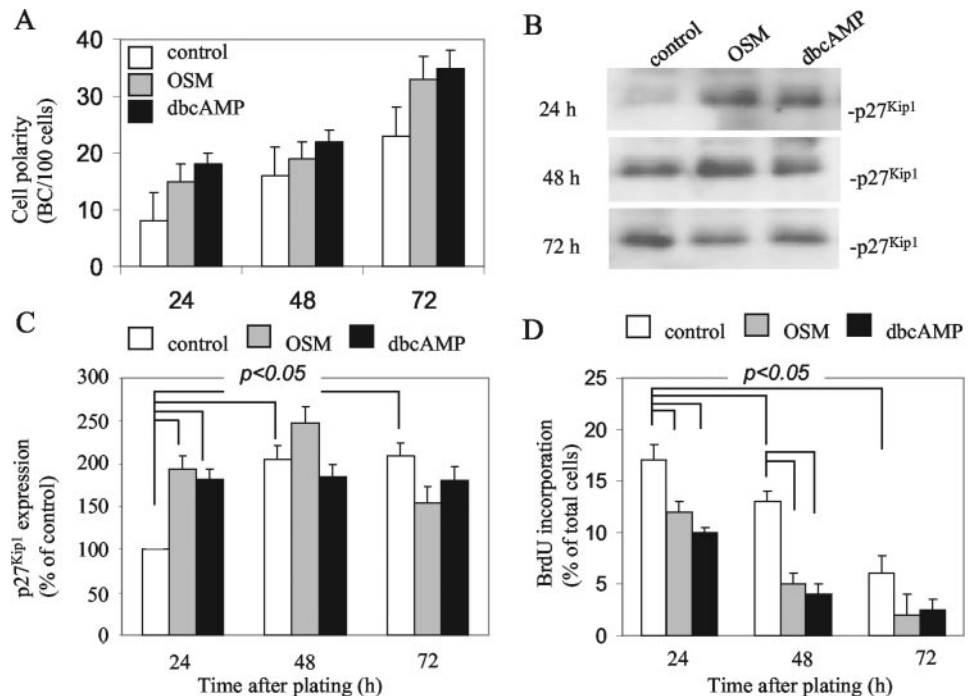 A
Cell polarity
(BC/100 cells)
40
30
20
10
0
control
OSM
dbcAMP
24 48 72
B
control OSM dbcAMP
24 h -p27Kip1
48 h -p27Kip1
72 h -p27Kip1
C
control OSM dbcAMP
p27Kip1 expression
(% of control)
300
250
200
150
100
50
0
p<0.05
24 48 72
Time after plating (h)
D
control OSM dbcAMP
BrdU incorporation
(% of total cells)
25
20
15
10
5
0
p<0.05
24 48 72
Time after plating (h)